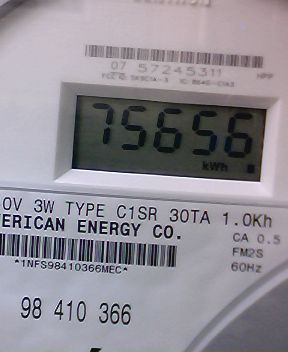 07 57245311
HPP
75656
kWh
0V 3W TYPE C1SR 30TA 1.0Kh
ERICAN ENERGY CO.
CA 0.5
FM2S
*1NFS98410366MEC*
60Hz
98 410 366